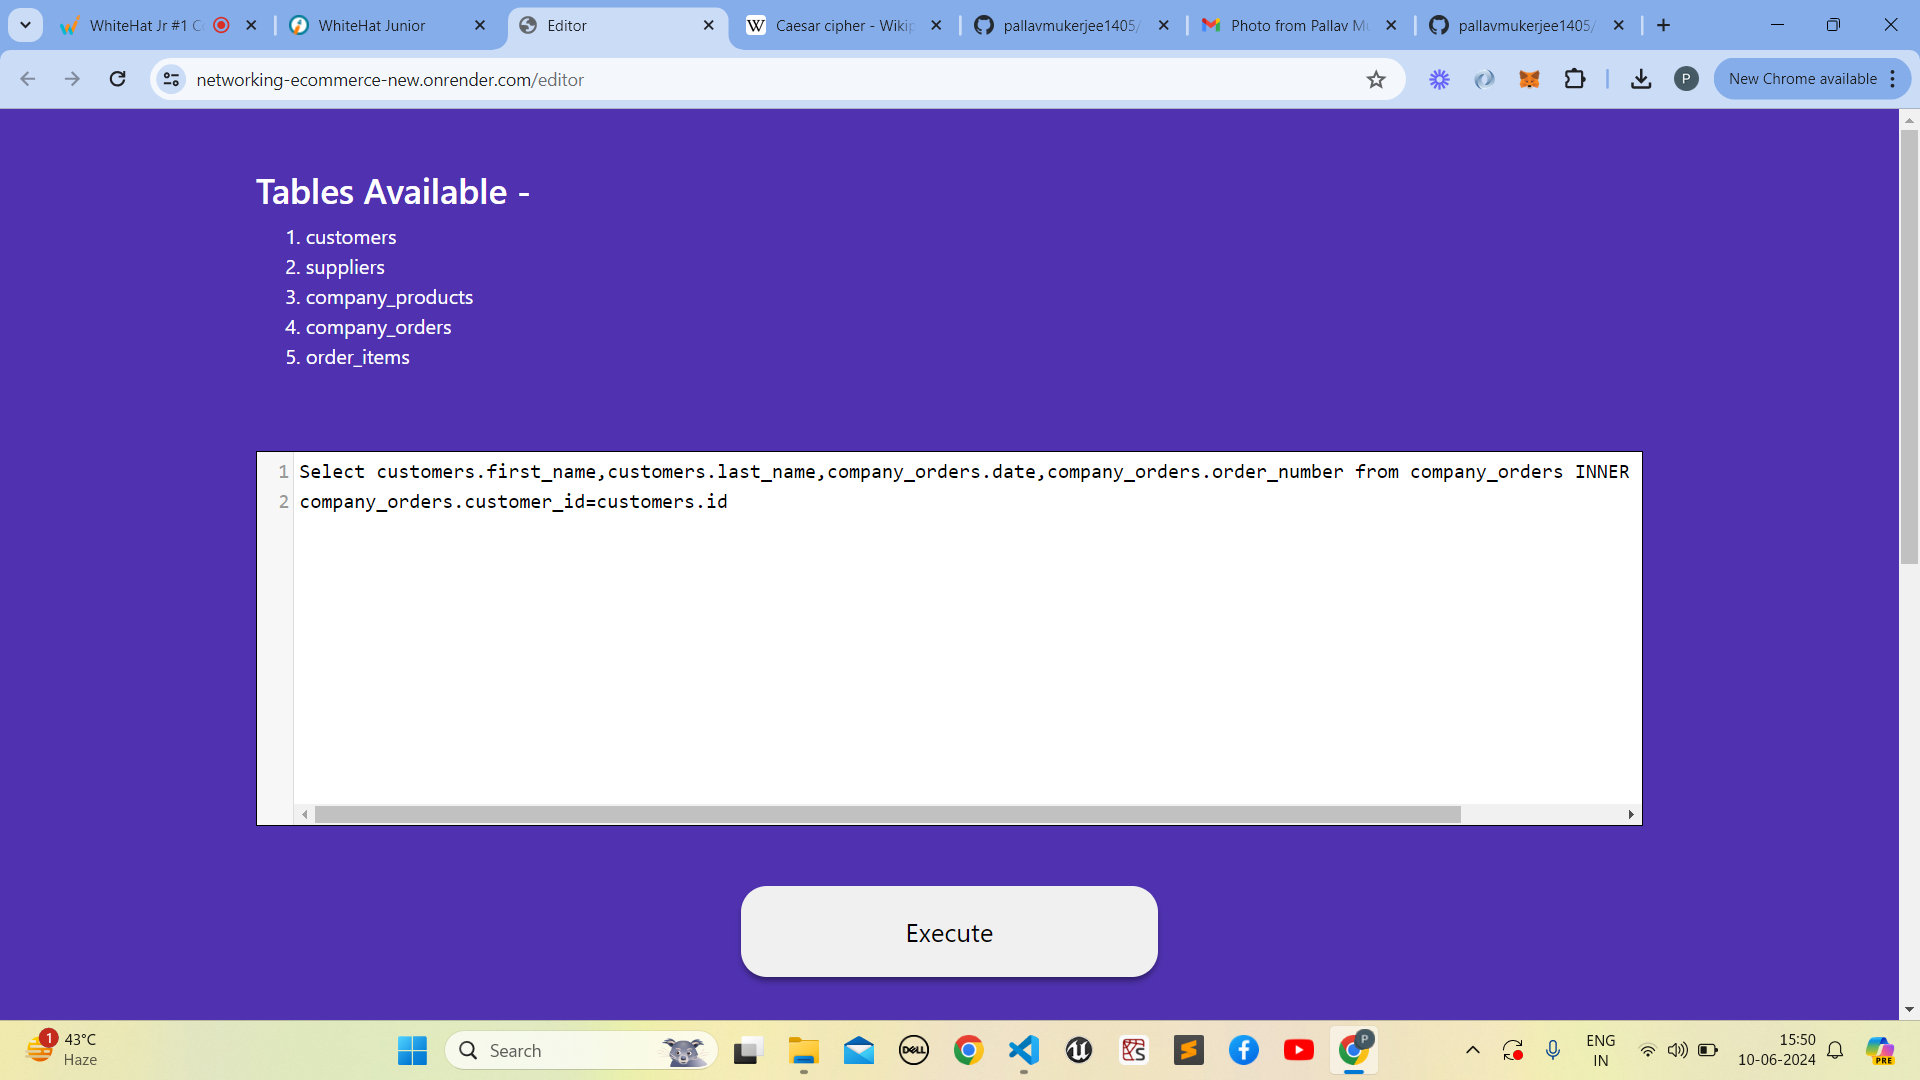 WhiteHat Jr #1 C
WhiteHat Junior
Editor
Caesar cipher - Wikip
pallavmukerjee1405/
Photo from Pallav M
pallavmukerjee1405/
networking-ecommerce-new.onrender.com/editor
P
New Chrome available
Tables Available -
1. customers
2. suppliers
3. company_products
4. company_orders
5. order_items
1 Select customers.first_name,customers.last_name,company_orders.date,company_orders.order_number from company_orders INNER
2 company_orders.customer_id=customers.id
Execute
1
43°C
Haze
Search
DELL
P
PRE
ENG
IN
15:50
10-06-2024